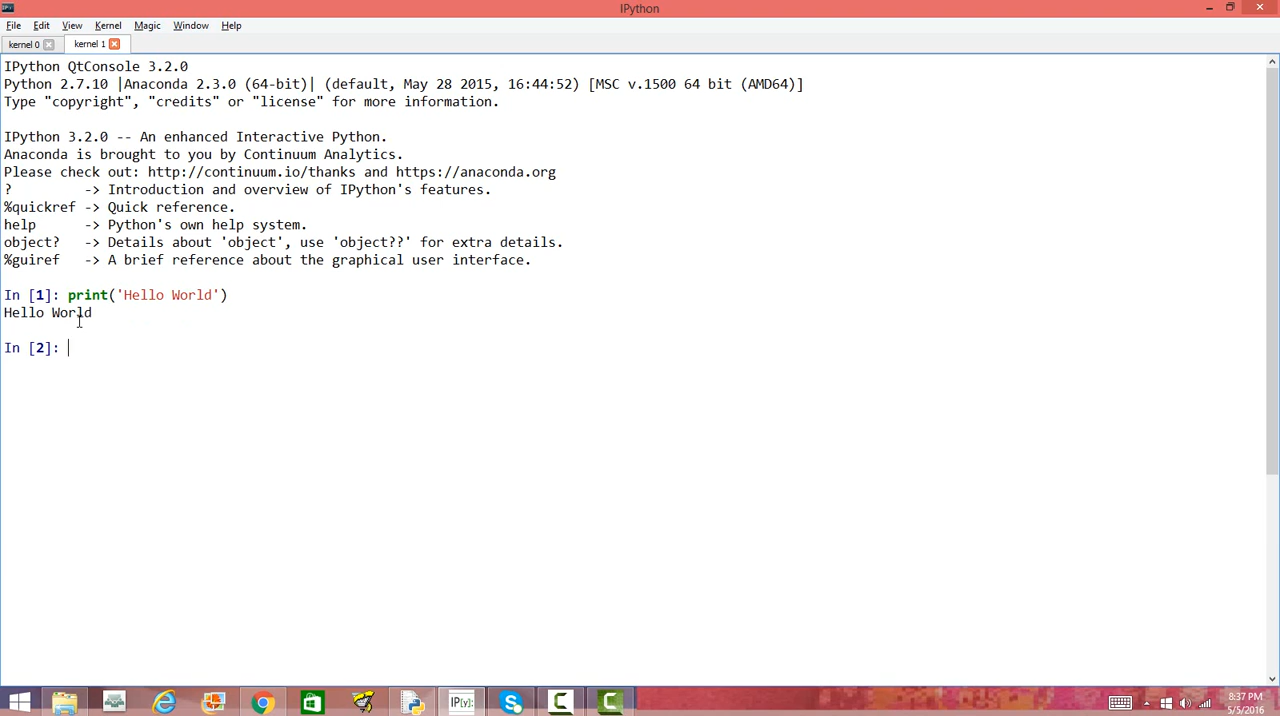 IPython
File Edit View Kernel Magic Window Help
kernel 0 kernel 1
IPython QtConsole 3.2.0
Python 2.7.10 |Anaconda 2.3.0 (64-bit)| (default, May 28 2015, 16:44:52) [MSC v.1500 64 bit (AMD64)]
Type "copyright", "credits" or "license" for more information.
IPython 3.2.0 -- An enhanced Interactive Python.
Anaconda is brought to you by Continuum Analytics.
Please check out: http://continuum.io/thanks and https://anaconda.org
? -> Introduction and overview of IPython's features.
%quickref -> Quick reference.
help -> Python's own help system.
object? -> Details about 'object', use 'object??' for extra details.
%guiref -> A brief reference about the graphical user interface.
In [1]: print('Hello World')
Hello World
In [2]:
IP[y]:
8:37 PM
5/5/2016